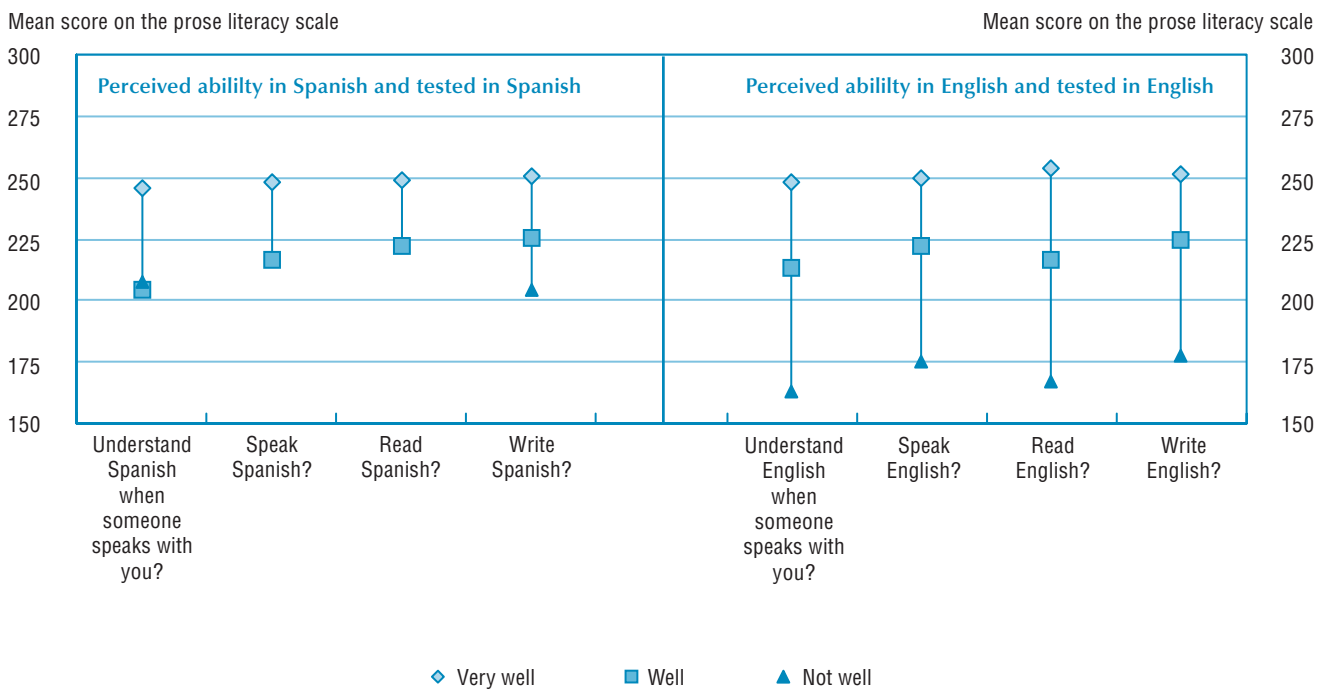 Mean score on the prose literacy scale
Mean score on the prose literacy scale
300
275
250
225
200
175
150
Perceived abililty in Spanish and tested in Spanish
Perceived abililty in English and tested in English
300
275
250
225
200
175
150
Understand
Spanish
when
someone
speaks with
you?
Speak
Spanish?
Read
Spanish?
Write
Spanish?
Understand
English
when
someone
speaks with
you?
Speak
English?
Read
English?
Write
English?
Very well
Well
Not well